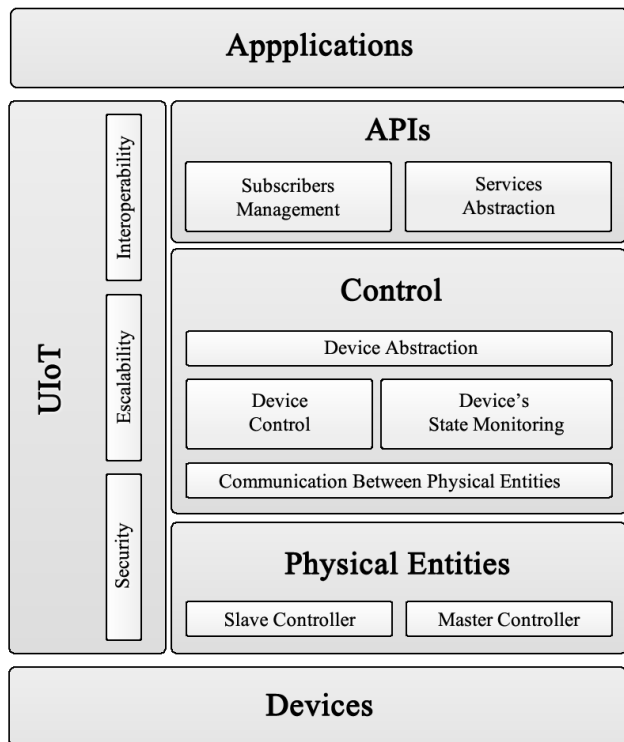 Appplications
UIoT
Interoperability
Escalability
Security
APIs
Subscribers
Management
Services
Abstraction
Control
Device Abstraction
Device
Control
Device’s
State Monitoring
Communication Between Physical Entities
Physical Entities
Slave Controller
Master Controller
Devices